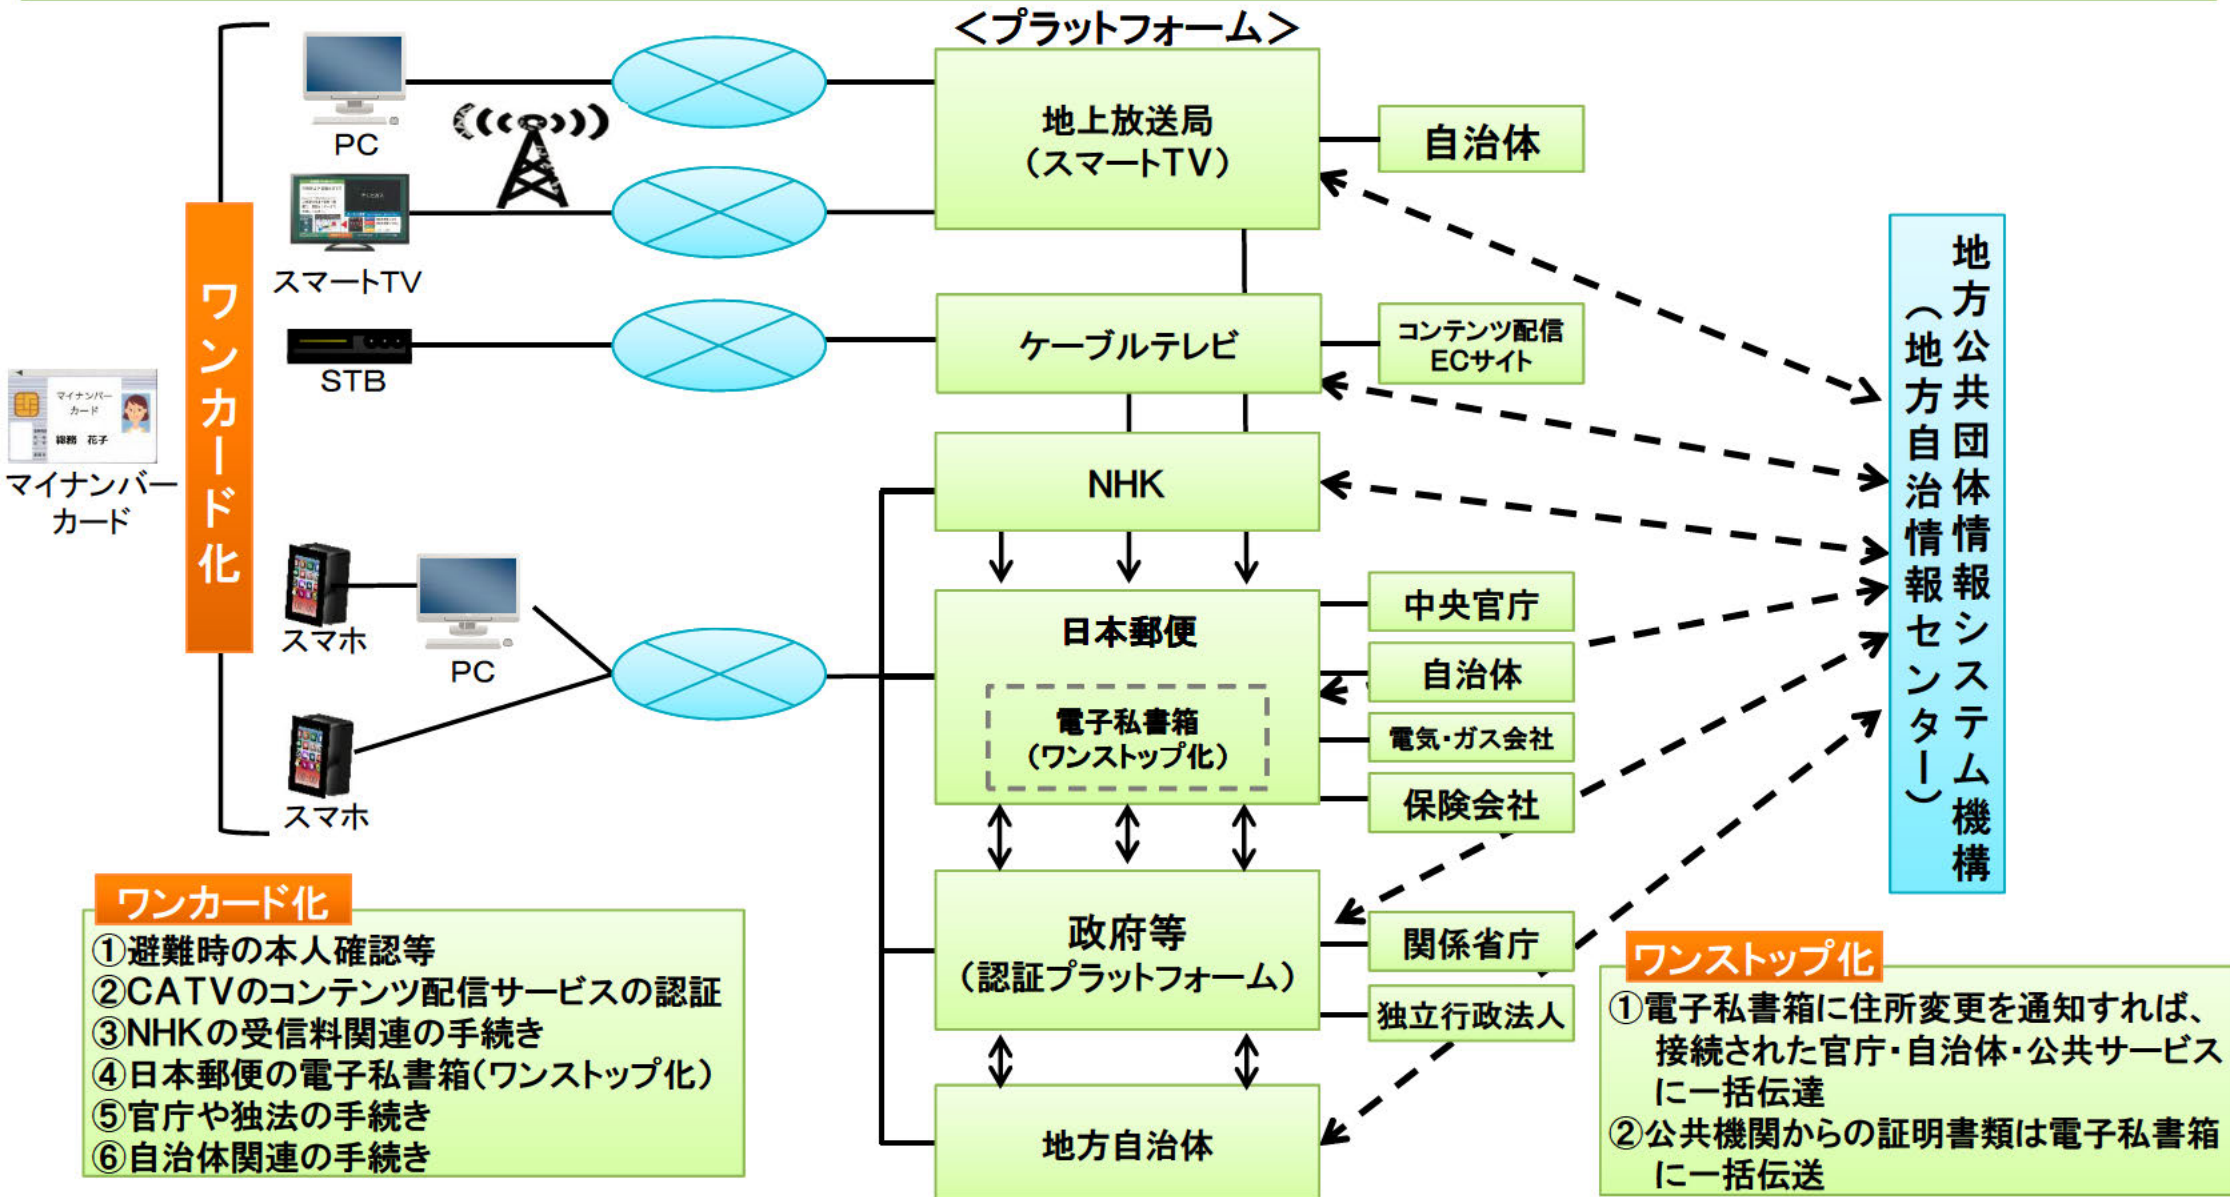 ＜プラットフォーム＞
PC
スマートTV
STB
マイナンバー
カード
総務 花子
マイナンバー
カード
ワンカード化
スマホ
PC
スマホ
地上放送局
（スマートTV）
自治体
ケーブルテレビ
コンテンツ配信
ECサイト
NHK
日本郵便
電子私書箱
（ワンストップ化）
中央官庁
自治体
電気・ガス会社
保険会社
政府等
（認証プラットフォーム）
関係省庁
独立行政法人
地方自治体
地方公共団体情報システム機構
（地方自治情報センター）
ワンカード化
①避難時の本人確認等
②CATVのコンテンツ配信サービスの認証
③NHKの受信料関連の手続き
④日本郵便の電子私書箱（ワンストップ化）
⑤官庁や独法の手続き
⑥自治体関連の手続き
ワンストップ化
①電子私書箱に住所変更を通知すれば、
接続された官庁・自治体・公共サービス
に一括伝達
②公共機関からの証明書類は電子私書箱
に一括伝送